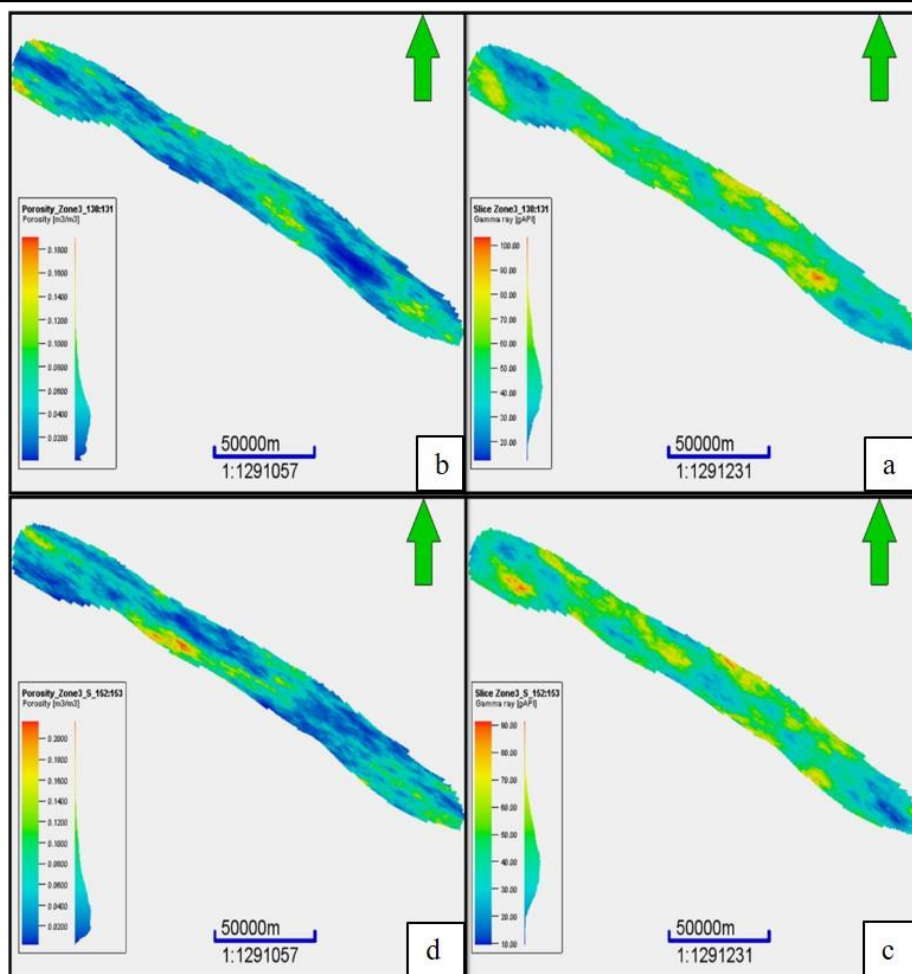 Porosity_Zone3_130:131
Porosity [m3/m3]
0.1800
0.1600
0.1400
0.1200
0.1000
0.0800
0.0600
0.0400
0.0200
50000m
1:1291057
b
Slice Zone3_130:131
Gamma ray [gAPI]
100.00
90.00
80.00
70.00
60.00
50.00
40.00
30.00
20.00
50000m
1:1291231
a
Porosity_Zone3_S_152:153
Porosity [m3/m3]
0.2000
0.1800
0.1600
0.1400
0.1200
0.1000
0.0800
0.0600
0.0400
0.0200
50000m
1:1291057
d
Slice Zone3_S_152:153
Gamma ray [gAPI]
90.00
80.00
70.00
60.00
50.00
40.00
30.00
20.00
10.00
50000m
1:1291231
c